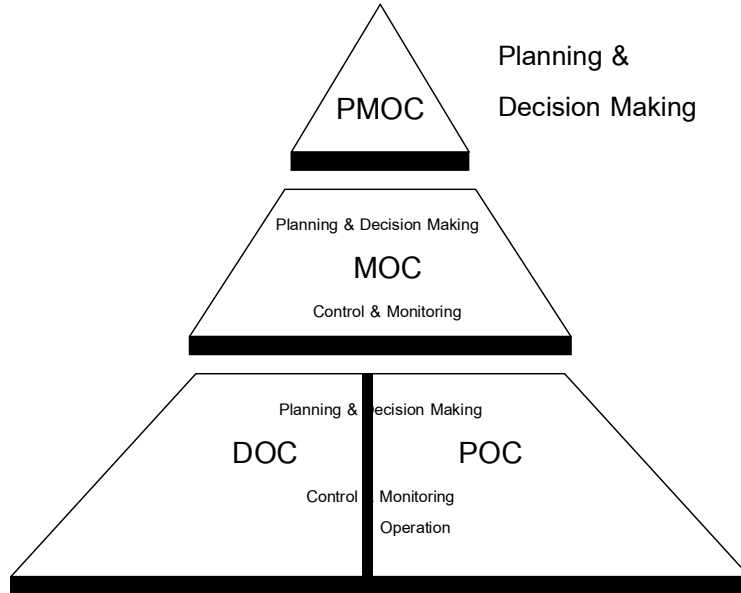 Planning &
Decision Making
PMOC
Planning & Decision Making
MOC
Control & Monitoring
Planning & Decision Making
DOC POC
Control & Monitoring
Operation